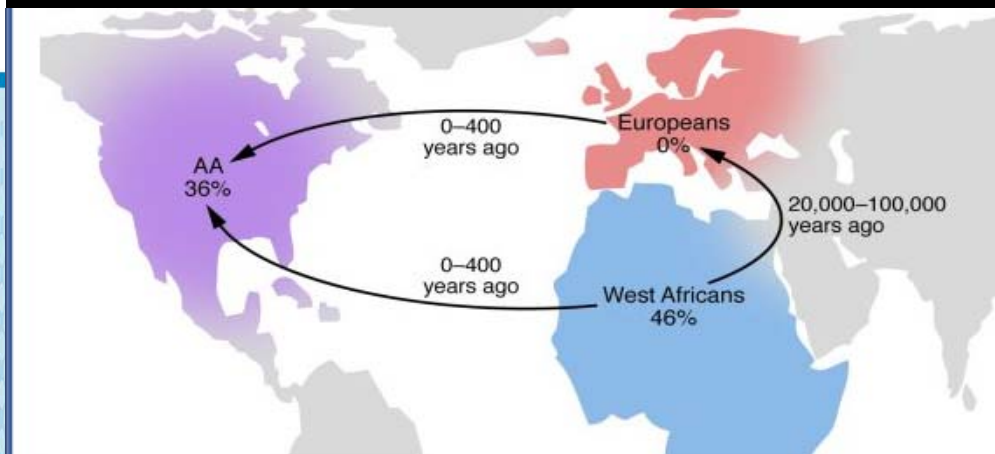 Europeans
0%
0–400
years ago
AA
36%
20,000–100,000
years ago
0–400
years ago
West Africans
46%